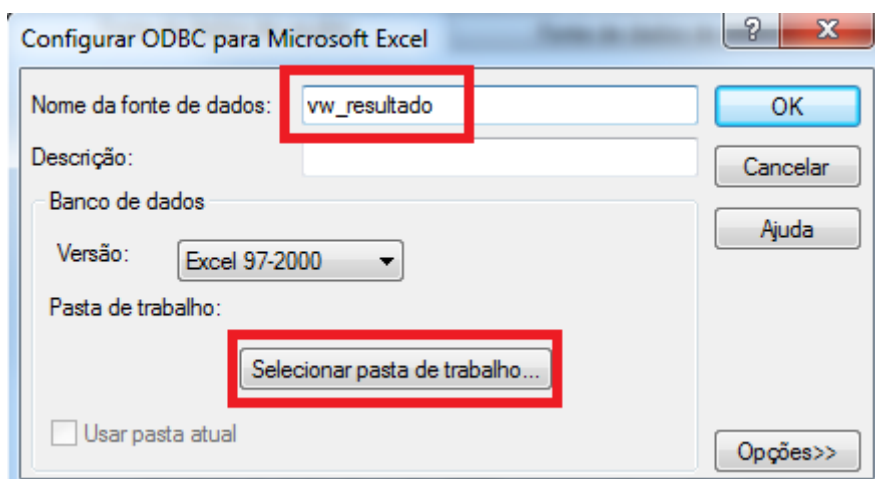 Configurar ODBC para Microsoft Excel
?
X
Nome da fonte de dados:
vw_resultado
OK
Descrição:
Cancelar
Banco de dados
Ajuda
Versão:
Excel 97-2000
Pasta de trabalho:
Selecionar pasta de trabalho...
Usar pasta atual
Opções>>